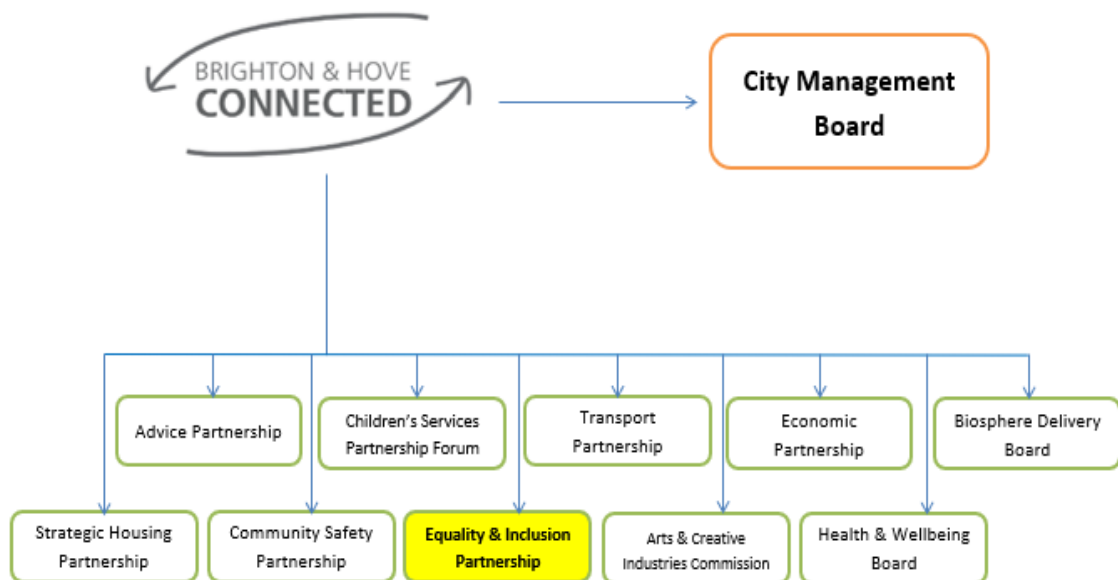 BRIGHTON & HOVE
CONNECTED
City Management
Board
Advice Partnership
Children’s Services
Partnership Forum
Transport
Partnership
Economic
Partnership
Biosphere Delivery
Board
Strategic Housing
Partnership
Community Safety
Partnership
Equality & Inclusion
Partnership
Arts & Creative
Industries Commission
Health & Wellbeing
Board